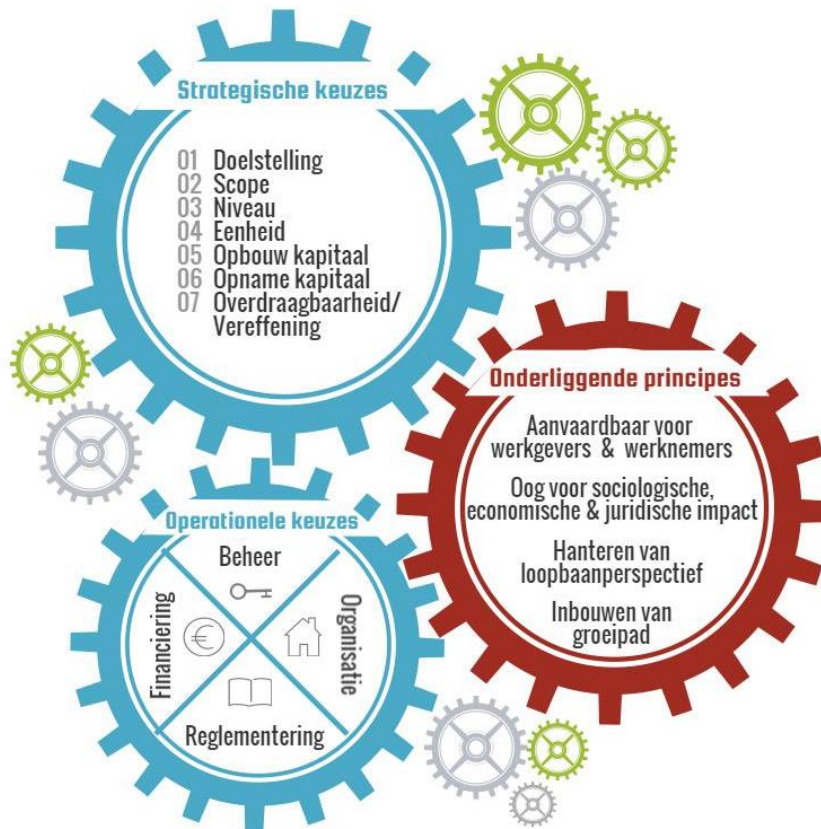 Strategische keuzes
01 Doelstelling
02 Scope
03 Niveau
04 Eenheid
05 Opbouw kapitaal
06 Opname kapitaal
07 Overdraagbaarheid/
Vereffening
Onderliggende principes
Aanvaardbaar voor
werkgevers & werknemers
Oog voor sociologische,
economische & juridische impact
Hanteren van
loopbaanperspectief
Inbouwen van
groeipad
Operationele keuzes
Beheer
Financiering
Organisatie
Reglementering